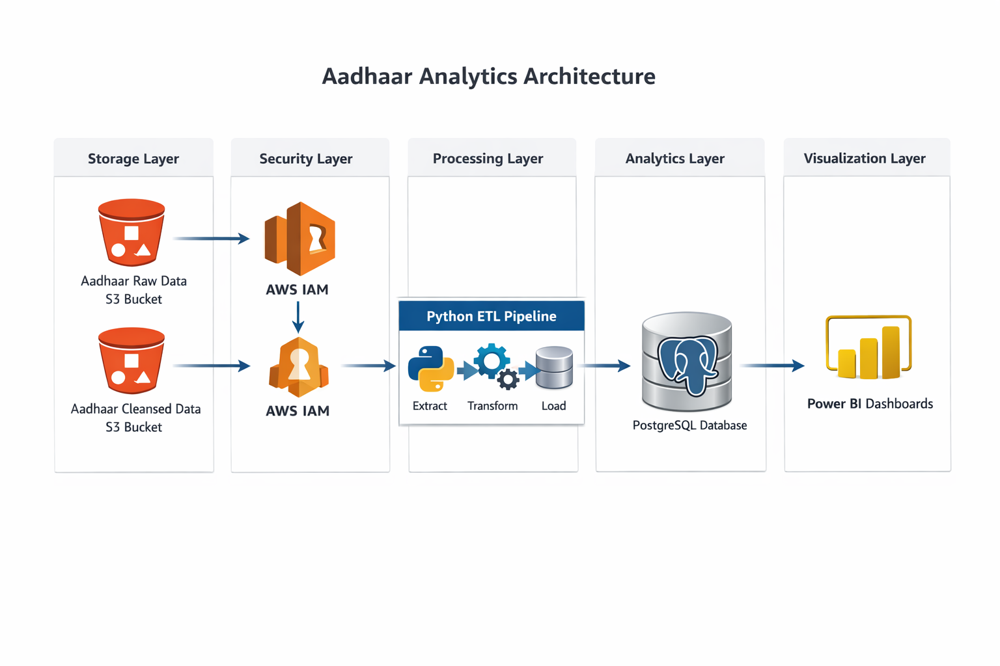 Aadhaar Analytics Architecture
Storage Layer
Security Layer
Processing Layer
Analytics Layer
Visualization Layer
Aadhaar Raw Data
S3 Bucket
AWS IAM
Aadhaar Cleansed Data
S3 Bucket
AWS IAM
Python ETL Pipeline
Extract
Transform
Load
PostgreSQL Database
Power BI Dashboards